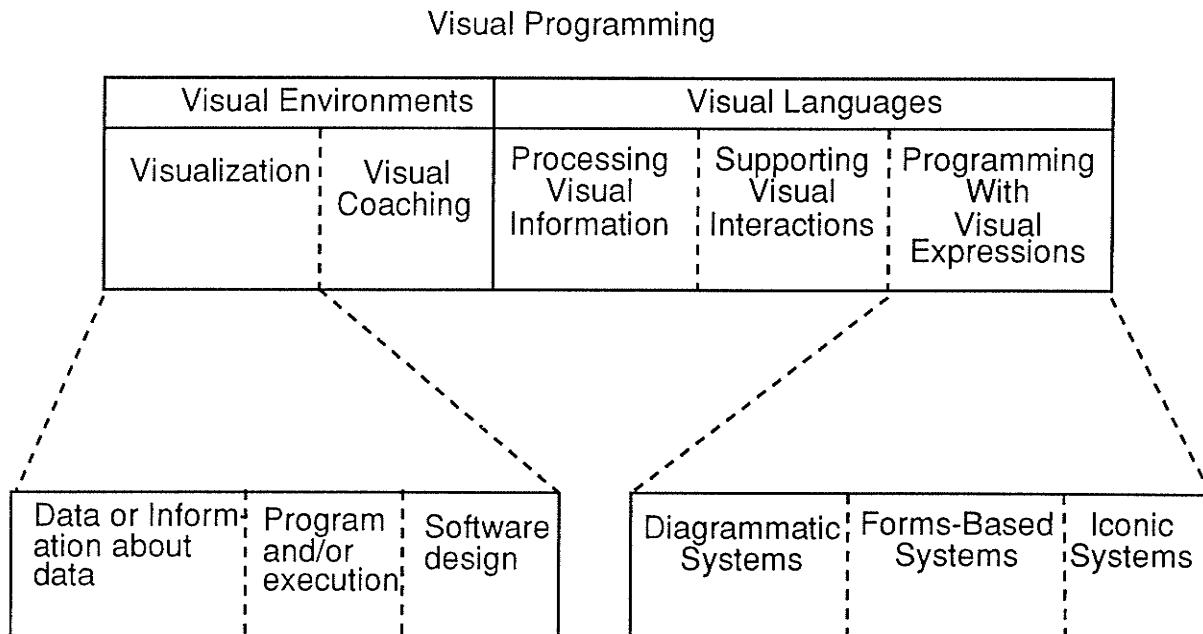 Visual Programming
Visual Environments
Visual Languages
Visualization
Visual
Coaching
Processing
Visual
Information
Supporting
Visual
Interactions
Programming
With
Visual
Expressions
Data or Inform-
ation about
data
Program
and/or
execution
Software
design
Diagrammatic
Systems
Forms-Based
Systems
Iconic
Systems